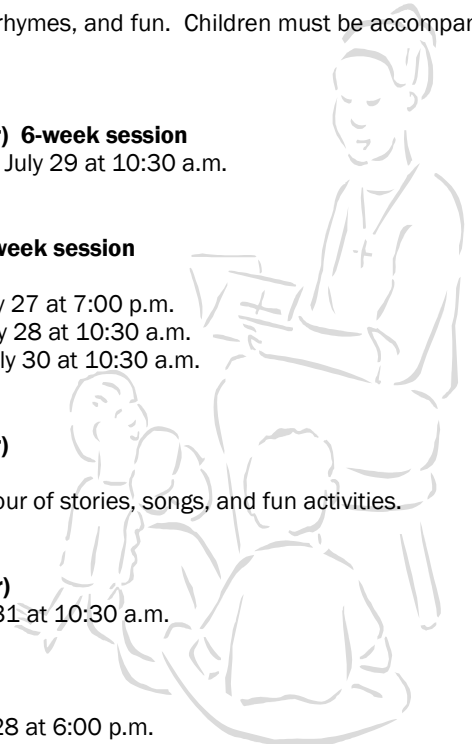 rhymes, and fun.  Children must be accompan
r)  6-week session
July 29 at 10:30 a.m.
week session
y 27 at 7:00 p.m.
y 28 at 10:30 a.m.
ly 30 at 10:30 a.m.
r)
our of stories, songs, and fun activities.
r)
31 at 10:30 a.m.
28 at 6:00 p.m.